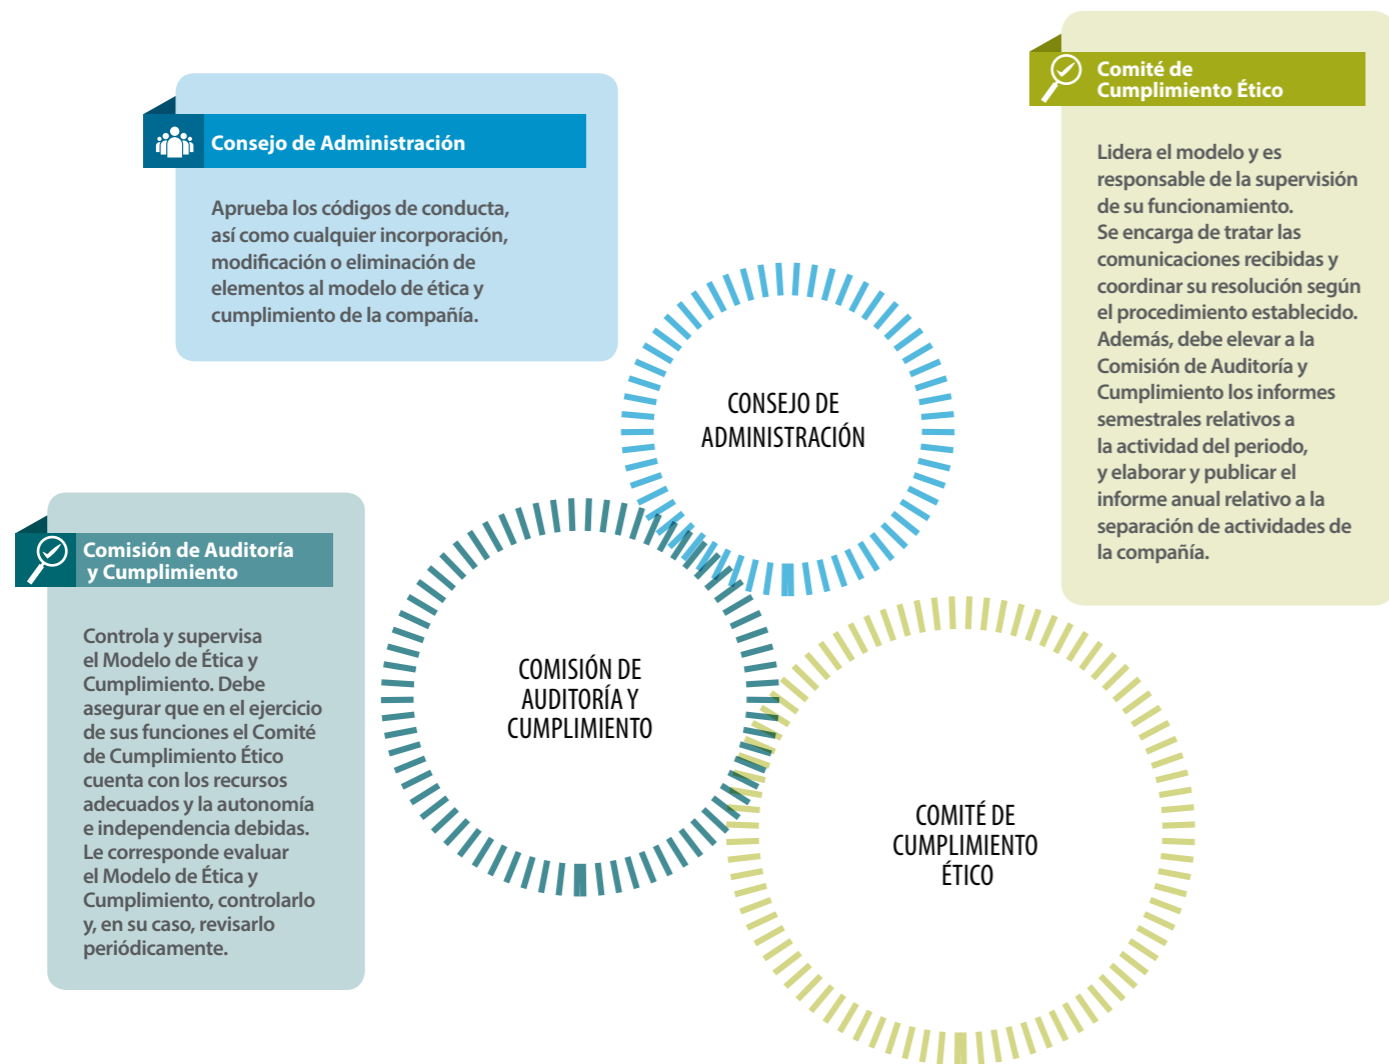 Consejo de Administración
Aprueba los códigos de conducta,
así como cualquier incorporación,
modificación o eliminación de
elementos al modelo de ética y
cumplimiento de la compañía.
Comité de
Cumplimiento Ético
Lidera el modelo y es
responsable de la supervisión
de su funcionamiento.
Se encarga de tratar las
comunicaciones recibidas y
coordinar su resolución según
el procedimiento establecido.
Además, debe elevar a la
Comisión de Auditoría y
Cumplimiento los informes
semestrales relativos a
la actividad del periodo,
y elaborar y publicar el
informe anual relativo a la
separación de actividades de
la compañía.
CONSEJO DE
ADMINISTRACIÓN
Comisión de Auditoría
y Cumplimiento
Controla y supervisa
el Modelo de Ética y
Cumplimiento. Debe
asegurar que en el ejercicio
de sus funciones el Comité
de Cumplimiento Ético
cuenta con los recursos
adecuados y la autonomía
e independencia debidas.
Le corresponde evaluar
el Modelo de Ética y
Cumplimiento, controlarlo
y, en su caso, revisarlo
periódicamente.
COMISIÓN DE
AUDITORÍA Y
CUMPLIMIENTO
COMITÉ DE
CUMPLIMIENTO
ÉTICO